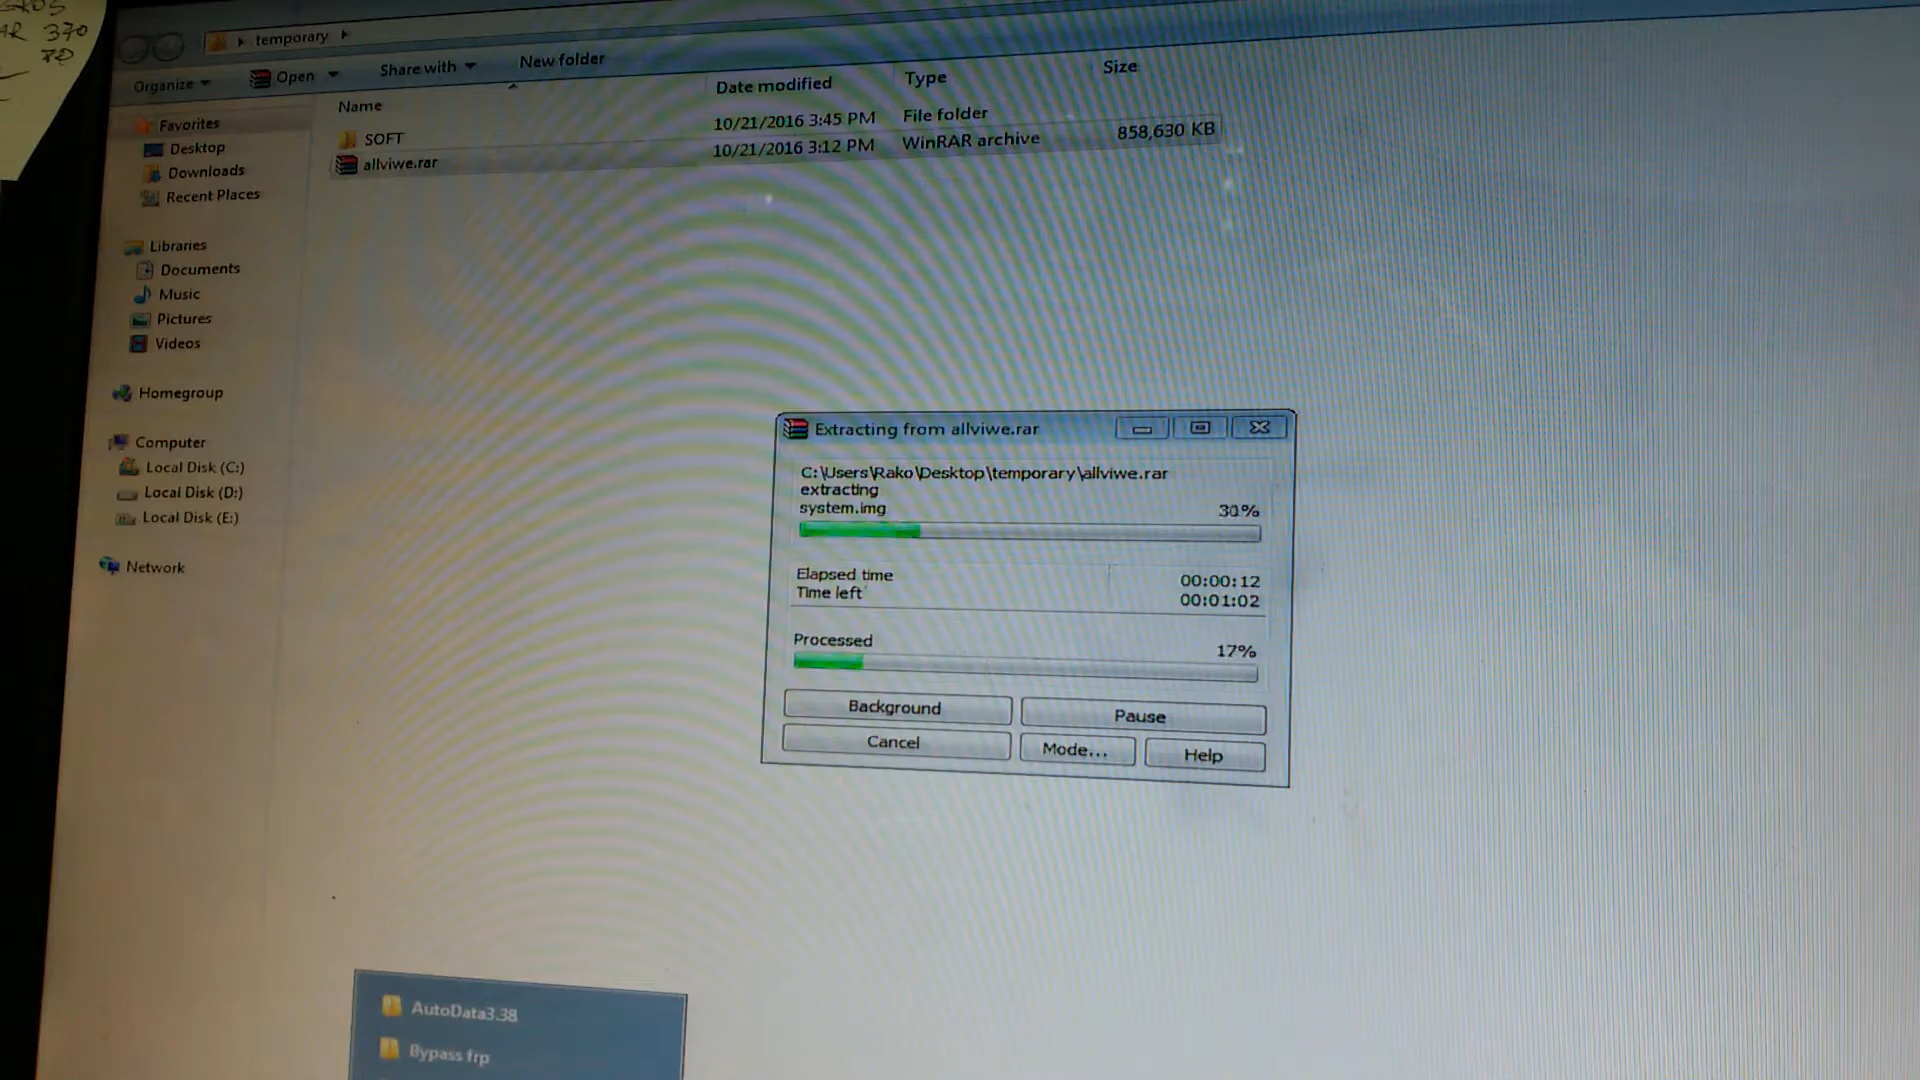 370
temporary
Organize
Open
Share with
New folder
Name
Date modified
Type
Size
SOFT
10/21/2016 3:45 PM
File folder
allviwe.rar
10/21/2016 3:12 PM
WinRAR archive
858,630 KB
Favorites
Desktop
Downloads
Recent Places
Libraries
Documents
Music
Pictures
Videos
Homegroup
Computer
Local Disk (C:)
Local Disk (D:)
Local Disk (E:)
Network
Extracting from allviwe.rar
C:\Users\Rako\Desktop\temporary\allviwe.rar
extracting
system.img
Elapsed time
00:00:12
Time left
00:01:02
Processed
17%
Background
Pause
Cancel
Mode...
Help
AutoData3.38
Bypass frp